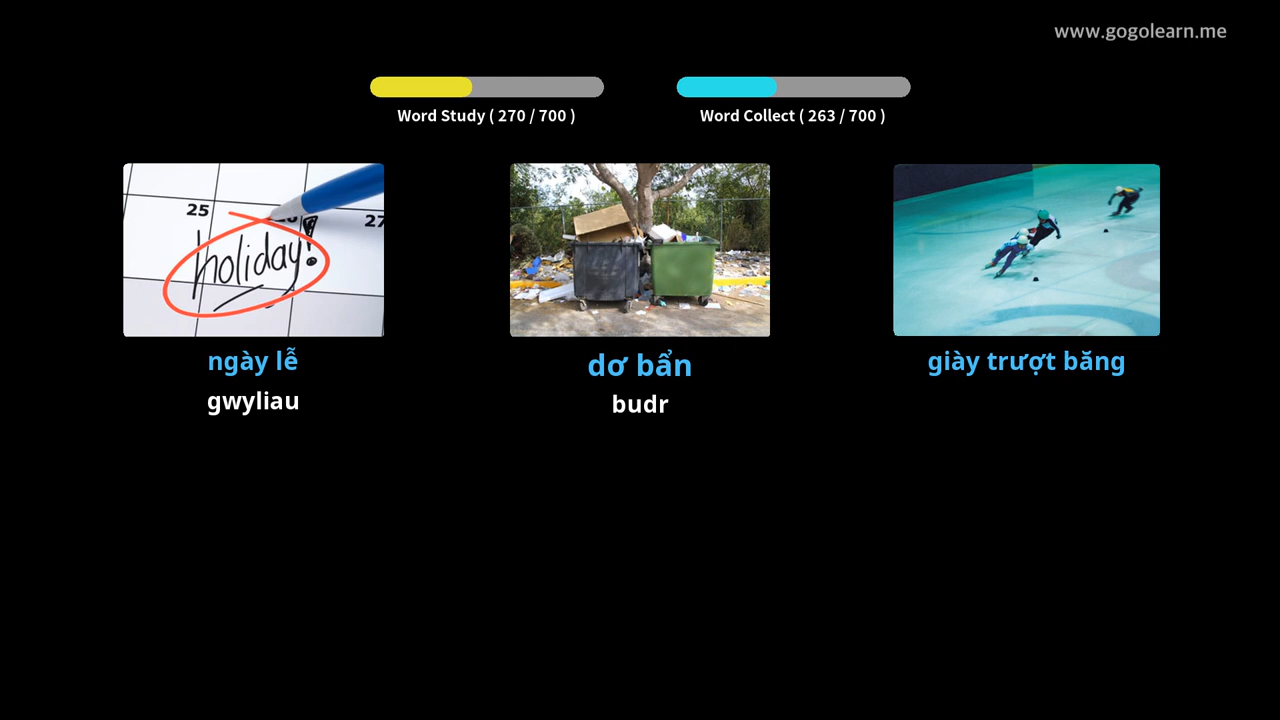 www.gogolearn.me
Word Study ( 270 / 700 )
Word Collect ( 263 / 700 )
25
27
holiday!
ngày lễ
dơ bẩn
giày trượt băng
gwyliau
budr